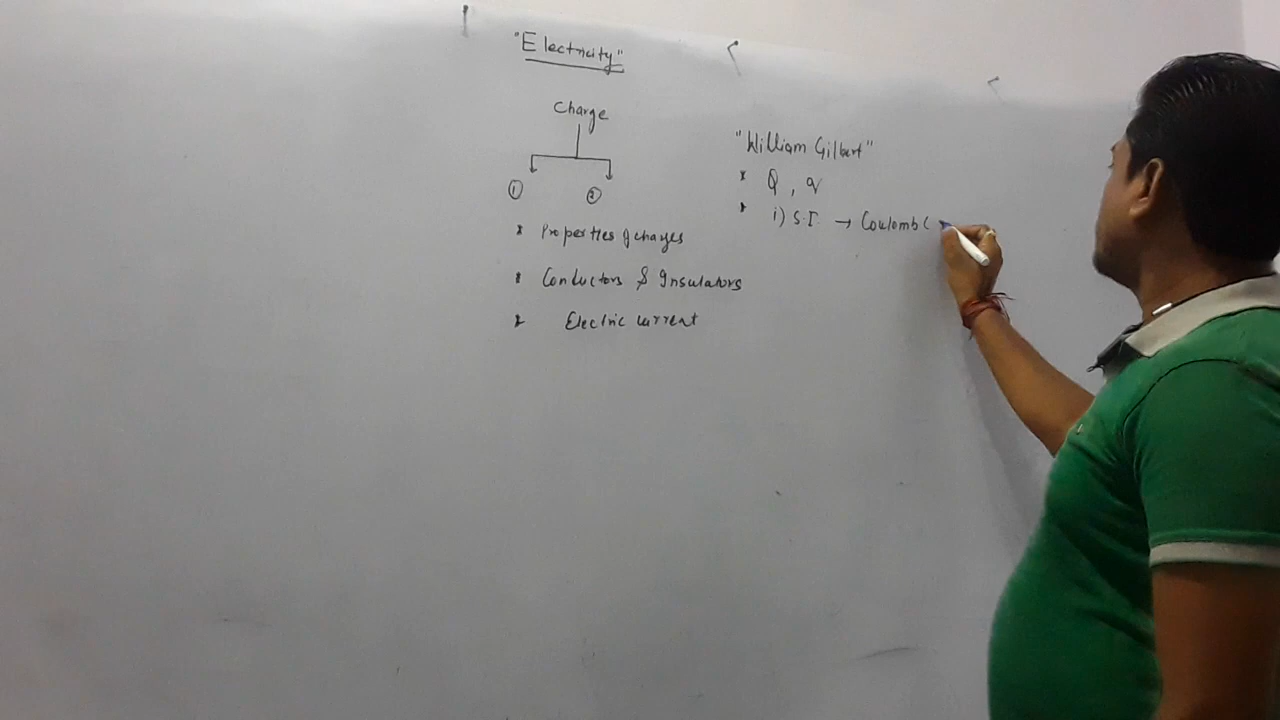 "Electricity"
Charge
① ②
* Properties of charges
* Conductors & Insulators
* Electric current
"William Gilbert"
* Q, q
* i) S.I. → Coulomb (